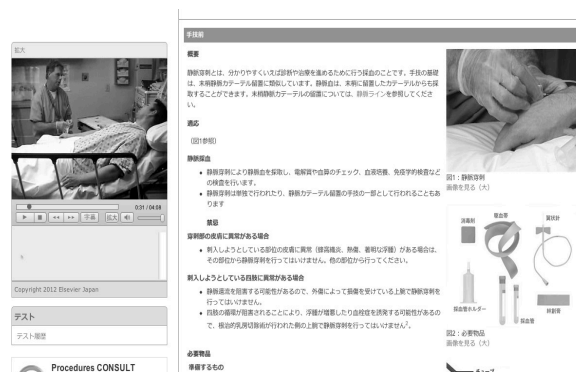 拡大
0:31 / 04:08
字幕
拡大
Copyright 2012 Elsevier Japan
テスト
テスト履歴
Procedures CONSULT
手技前
概要
静脈穿刺とは、分かりやすくいえば診断や治療を進めるために行う採血のことです。手技の基礎
は、末梢静脈カテーテル留置に類似しています。静脈血は、末梢に留置したカテーテルからも採
取することができます。末梢静脈カテーテルの留置については、静脈ラインを参照してくださ
い。
適応
(図1参照)
静脈採血
静脈穿刺により静脈血を採取し、電解質や血算のチェック、血液培養、免疫学的検査など
の検査を行います。
静脈穿刺は単独で行われたり、静脈カテーテル留置の手技の一部として行われることもあ
ります
禁忌
穿刺部の皮膚に異常がある場合
刺入しようとしている部位の皮膚に異常（蜂窩織炎、熱傷、著明な浮腫）がある場合は、
その部位から静脈穿刺を行ってはいけません。他の部位から行ってください。
刺入しようとしている四肢に異常がある場合
静脈還流を阻害する可能性があるので、外傷によって損傷を受けている上腕で静脈穿刺を
行ってはいけません。
四肢の循環が阻害されることにより、浮腫が増悪したり血栓症を誘発する可能性があるの
で、根治的乳房切除術が行われた側の上腕で静脈穿刺を行ってはいけません2。
必要物品
準備するもの
図1：静脈穿刺
画像を見る（大）
消毒剤
駆血帯
翼状針
採血管ホルダー
採血管
絆創膏
図2：必要物品
画像を見る（大）
チューブ